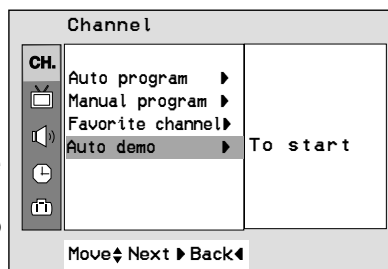 Channel
CH.
Auto program ▶
Manual program ▶
Favorite channel▶
Auto demo ▶
To start
Move▲▼ Next ▶ Back◀